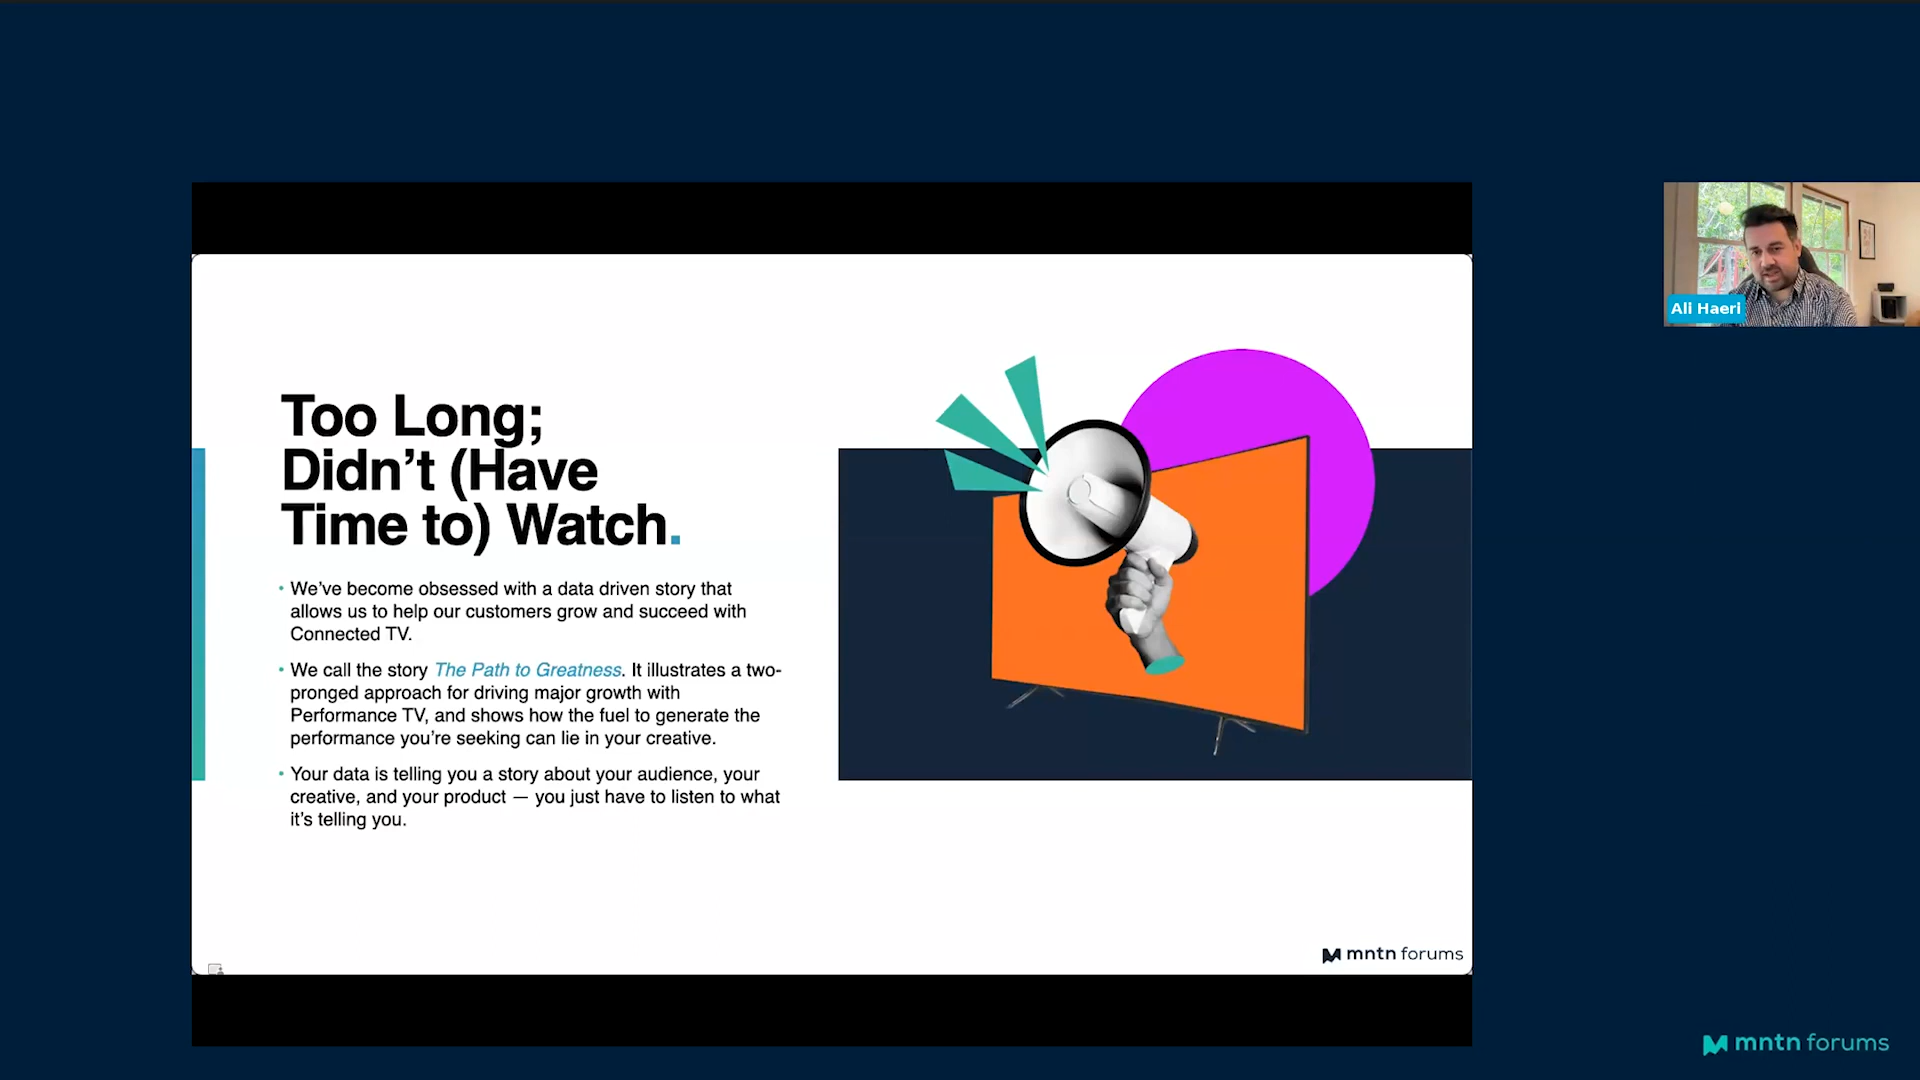 Too Long;
Didn’t (Have
Time to) Watch.
• We’ve become obsessed with a data driven story that
allows us to help our customers grow and succeed with
Connected TV.
• We call the story The Path to Greatness. It illustrates a two-
pronged approach for driving major growth with
Performance TV, and shows how the fuel to generate the
performance you’re seeking can lie in your creative.
• Your data is telling you a story about your audience, your
creative, and your product — you just have to listen to what
it’s telling you.
mntn forums
Ali Haeri
mntn forums